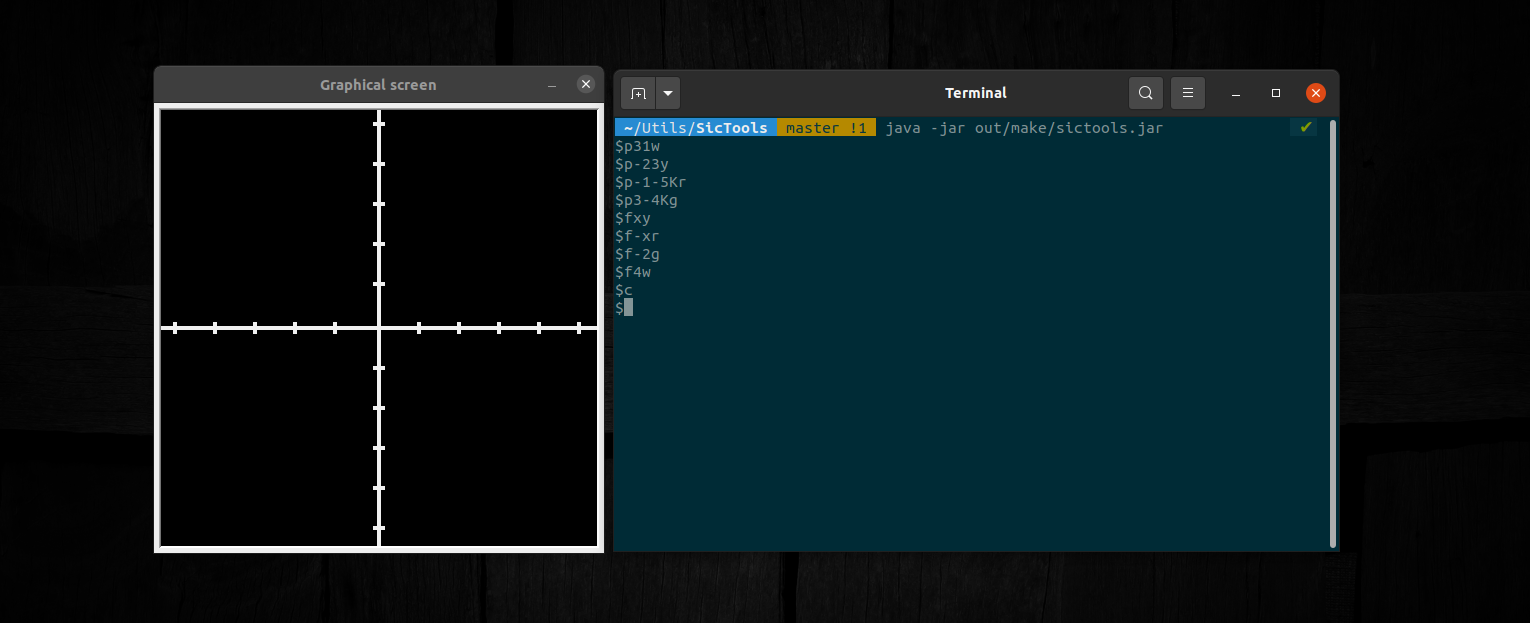 Graphical screen
Terminal
~/Utils/SicTools master !1 java -jar out/make/sictools.jar ✔
$p31w
$p-23y
$p-1-5Kr
$p3-4Kg
$fxy
$f-xr
$f-2g
$f4w
$c
$